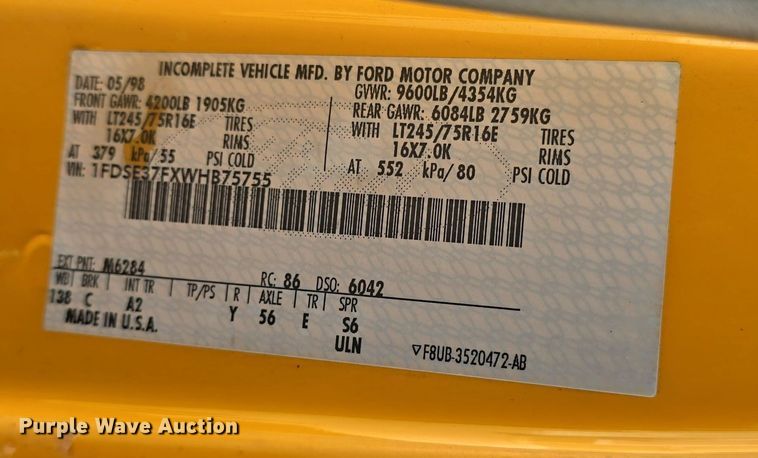 INCOMPLETE VEHICLE MFD. BY FORD MOTOR COMPANY
DATE: 05/98
GVWR: 9600LB/4354KG
FRONT GAWR: 4200LB 1905KG
REAR GAWR: 6084LB 2759KG
WITH LT245/75R16E TIRES
WITH LT245/75R16E TIRES
16X7.0K RIMS
16X7.0K RIMS
AT 379 kPa/55 PSI COLD
AT 552 kPa/80 PSI COLD
VIN: 1FDSE37FXWHB75755
EXT PNT: M6284
RC: 86 DSO: 6042
WB BRK INT TR TP/PS R AXLE TR SPR
138 C A2 Y 56 E S6
MADE IN U.S.A.
ULN
F8UB-3520472-AB
Purple Wave Auction